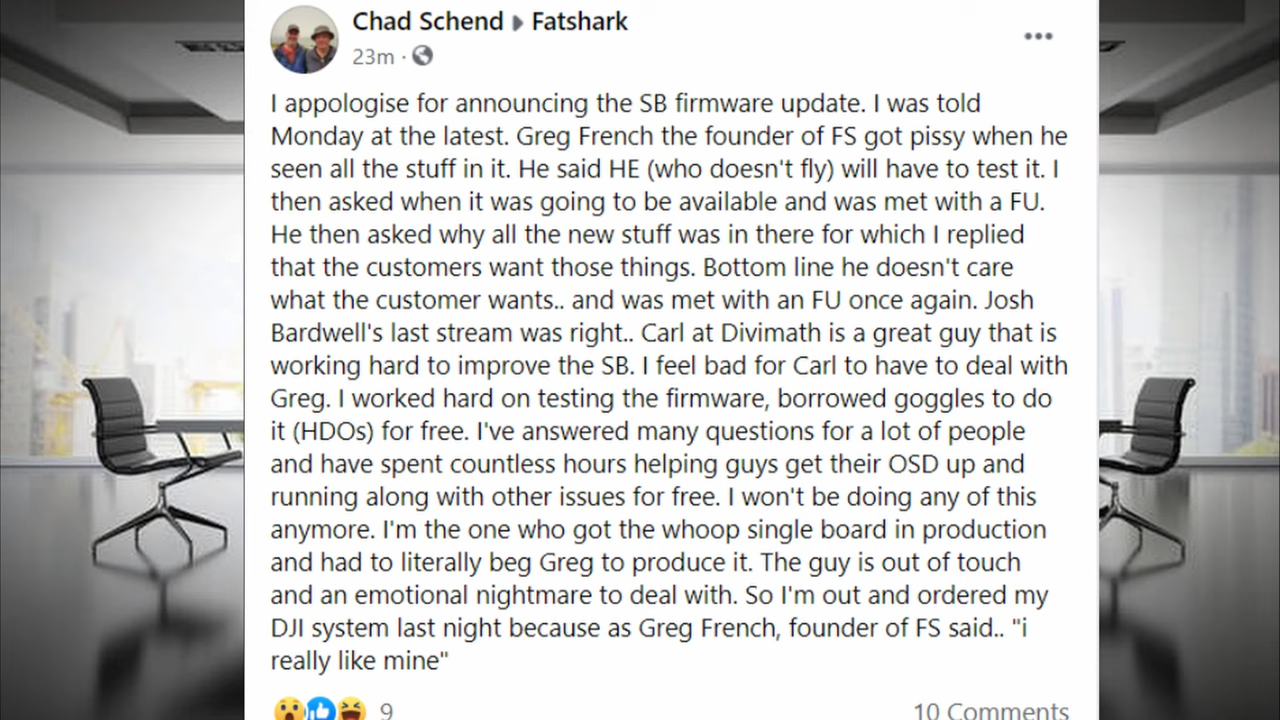 Chad Schend Fatshark
23m ·
I appologise for announcing the SB firmware update. I was told
Monday at the latest. Greg French the founder of FS got pissy when he
seen all the stuff in it. He said HE (who doesn't fly) will have to test it. I
then asked when it was going to be available and was met with a FU.
He then asked why all the new stuff was in there for which I replied
that the customers want those things. Bottom line he doesn't care
what the customer wants.. and was met with an FU once again. Josh
Bardwell's last stream was right.. Carl at Divimath is a great guy that is
working hard to improve the SB. I feel bad for Carl to have to deal with
Greg. I worked hard on testing the firmware, borrowed goggles to do
it (HDOs) for free. I've answered many questions for a lot of people
and have spent countless hours helping guys get their OSD up and
running along with other issues for free. I won't be doing any of this
anymore. I'm the one who got the whoop single board in production
and had to literally beg Greg to produce it. The guy is out of touch
and an emotional nightmare to deal with. So I'm out and ordered my
DJI system last night because as Greg French, founder of FS said.. "i
really like mine"
9 10 Comments